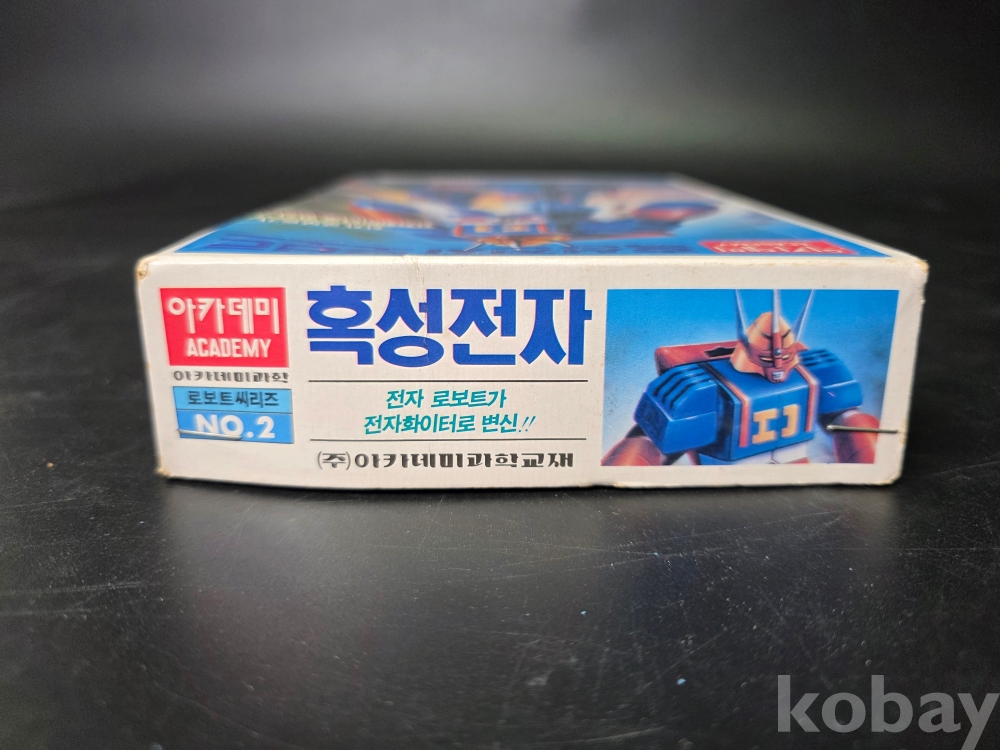 아카데미
ACADEMY
아카데미과학
로보트씨리즈
NO.2
흑성전자
전자 로보트가
전자화이터로 변신!!
(주)아카데미과학교재
kobay